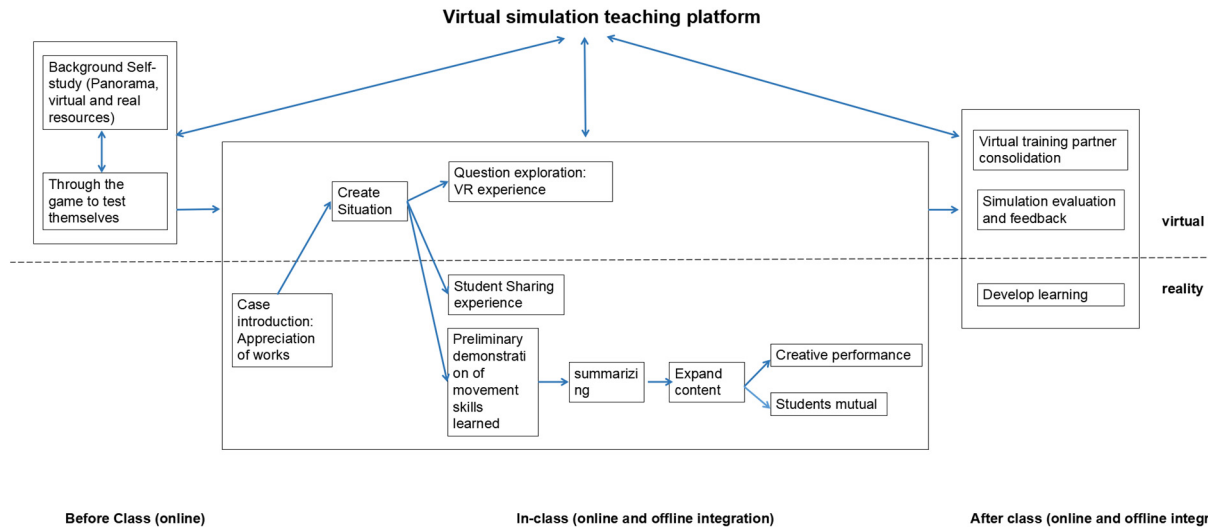 Virtual simulation teaching platform
Background Self-
study (Panorama,
virtual and real
resources)
Through the
game to test
themselves
Case
introduction:
Appreciation
of works
Create
Situation
Question exploration:
VR experience
Student Sharing
experience
Preliminary
demonstrati
on of
movement
skills
learned
summarizi
ng
Expand
content
Creative performance
Students mutual
Virtual training partner
consolidation
Simulation evaluation
and feedback
Develop learning
virtual
reality
Before Class (online)
In-class (online and offline integration)
After class (online and offline integr